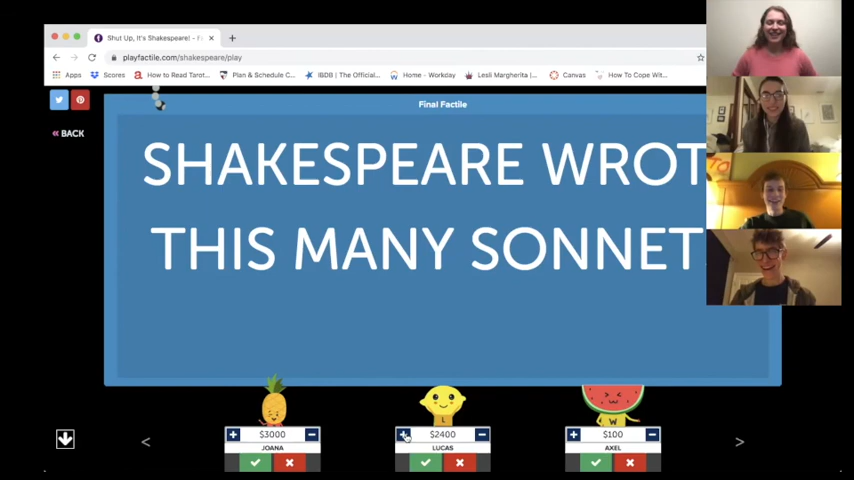 Shut Up, It's Shakespeare! - F
playfactile.com/shakespeare/play
Apps Scores How to Read Tarot... Plan & Schedule C... IBDB | The Official... Home - Workday Lesli Margherita |... Canvas How To Cope Wit...
Final Factile
« BACK
SHAKESPEARE WROT
THIS MANY SONNET
L
W
$3000
$2400
$100
JOANA
LUCAS
AXEL